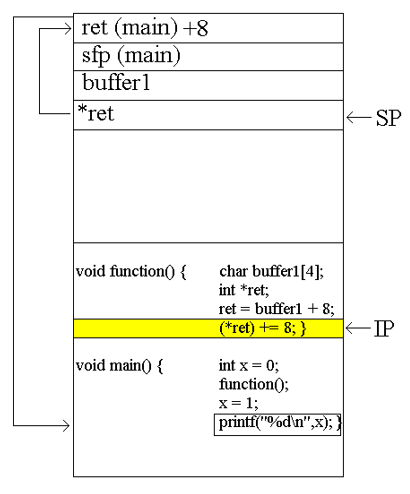 ret (main) +8
sfp (main)
buffer1
*ret
SP
void function() { char buffer1[4];
int *ret;
ret = buffer1 + 8;
(*ret) += 8; }
IP
void main() { int x = 0;
function();
x = 1;
printf("%d\n",x); }